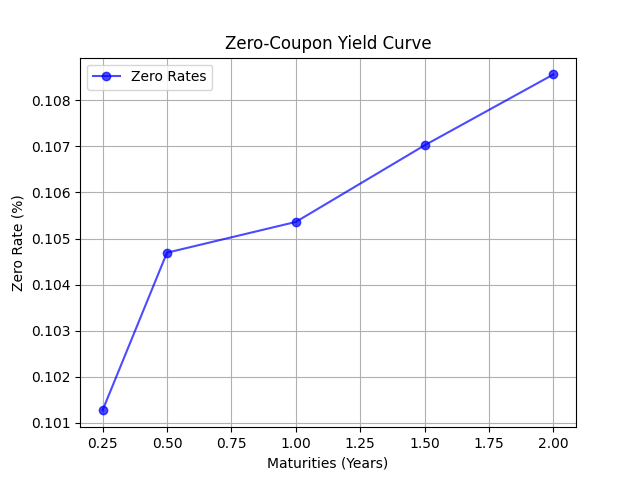 Zero-Coupon Yield Curve
Zero Rates
0.108
0.107
0.106
0.105
0.104
0.103
0.102
0.101
Zero Rate (%)
0.25 0.50 0.75 1.00 1.25 1.50 1.75 2.00
Maturities (Years)